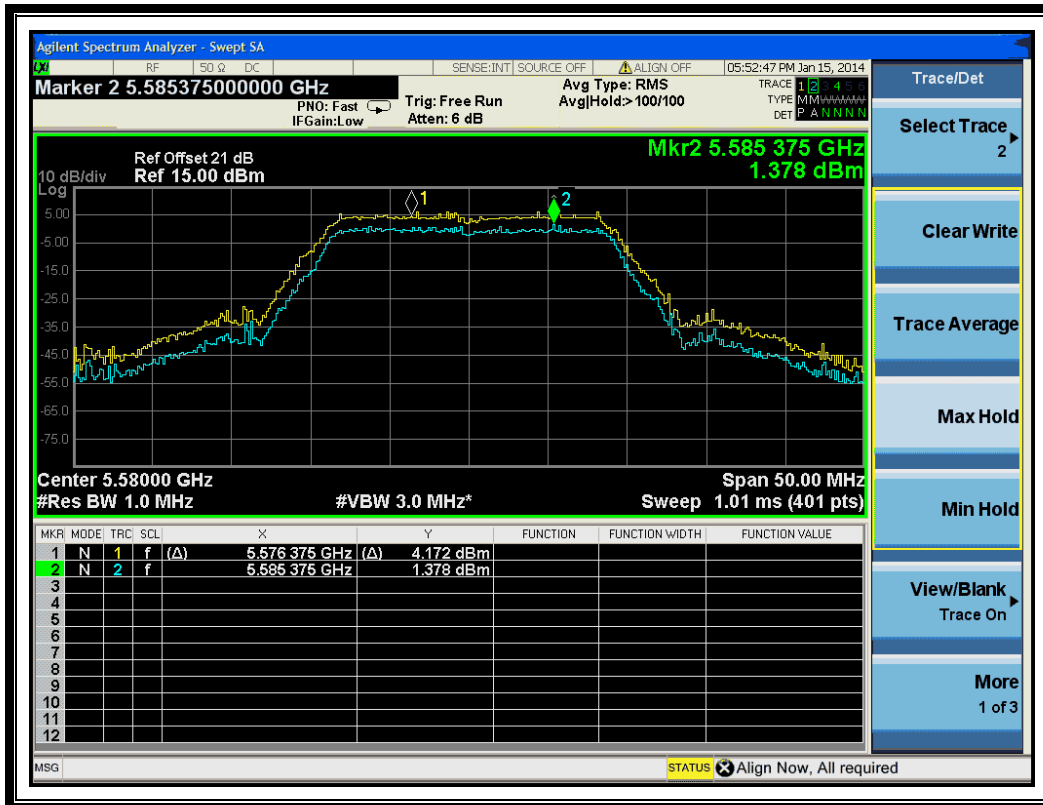 Agilent Spectrum Analyzer - Swept SA
RF 50 Ω DC SENSE:INT SOURCE OFF ALIGN OFF 05:52:47 PM Jan 15, 2014
Marker 2 5.585375000000 GHz
PNO: Fast
IFGain:Low
Trig: Free Run
Atten: 6 dB
Avg Type: RMS
Avg|Hold:>100/100
TRACE 1 2 3 4 5 6
TYPE M M W W W W
DET P A N N N N
Mkr2 5.585 375 GHz
1.378 dBm
Ref Offset 21 dB
10 dB/div Ref 15.00 dBm
Log
5.00
-5.00
-15.0
-25.0
-35.0
-45.0
-55.0
-65.0
-75.0
1
2
Center 5.58000 GHz Span 50.00 MHz
#Res BW 1.0 MHz #VBW 3.0 MHz* Sweep 1.01 ms (401 pts)
MKR MODE TRC SCL X Y FUNCTION FUNCTION WIDTH FUNCTION VALUE
1 N 1 f (Δ) 5.576 375 GHz (Δ) 4.172 dBm
2 N 2 f 5.585 375 GHz 1.378 dBm
3
4
5
6
7
8
9
10
11
12
MSG STATUS Align Now, All required
Trace/Det
Select Trace
2
Clear Write
Trace Average
Max Hold
Min Hold
View/Blank
Trace On
More
1 of 3